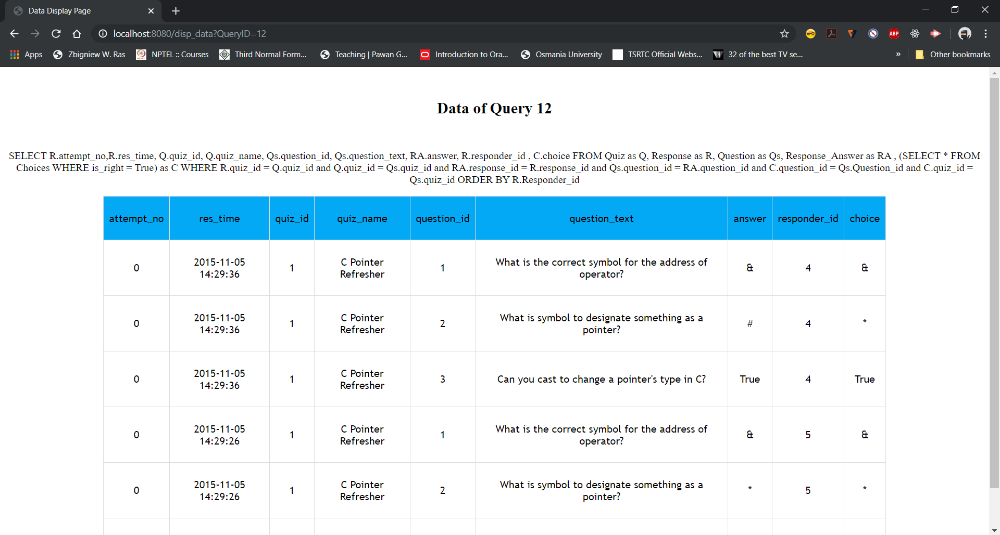 Data Display Page
localhost:8080/disp_data?QueryID=12
ABP
Apps Zbigniew W. Ras NPTEL :: Courses Third Normal Form... Teaching | Pawan G... Introduction to Ora... Osmania University TSRTC Official Webs... 32 of the best TV se... » Other bookmarks
Data of Query 12
SELECT R.attempt_no,R.res_time, Q.quiz_id, Q.quiz_name, Qs.question_id, Qs.question_text, RA.answer, R.responder_id , C.choice FROM Quiz as Q, Response as R, Question as Qs, Response_Answer as RA , (SELECT * FROM
Choices WHERE is_right = True) as C WHERE R.quiz_id = Q.quiz_id and Q.quiz_id = Qs.quiz_id and RA.response_id = R.response_id and Qs.question_id = RA.question_id and C.question_id = Qs.Question_id and C.quiz_id =
Qs.quiz_id ORDER BY R.Responder_id
attempt_no res_time quiz_id quiz_name question_id question_text answer responder_id choice
0 2015-11-05 14:29:36 1 C Pointer Refresher 1 What is the correct symbol for the address of operator? & 4 &
0 2015-11-05 14:29:36 1 C Pointer Refresher 2 What is symbol to designate something as a pointer? # 4 *
0 2015-11-05 14:29:36 1 C Pointer Refresher 3 Can you cast to change a pointer's type in C? True 4 True
0 2015-11-05 14:29:26 1 C Pointer Refresher 1 What is the correct symbol for the address of operator? & 5 &
0 2015-11-05 14:29:26 1 C Pointer Refresher 2 What is symbol to designate something as a pointer? * 5 *